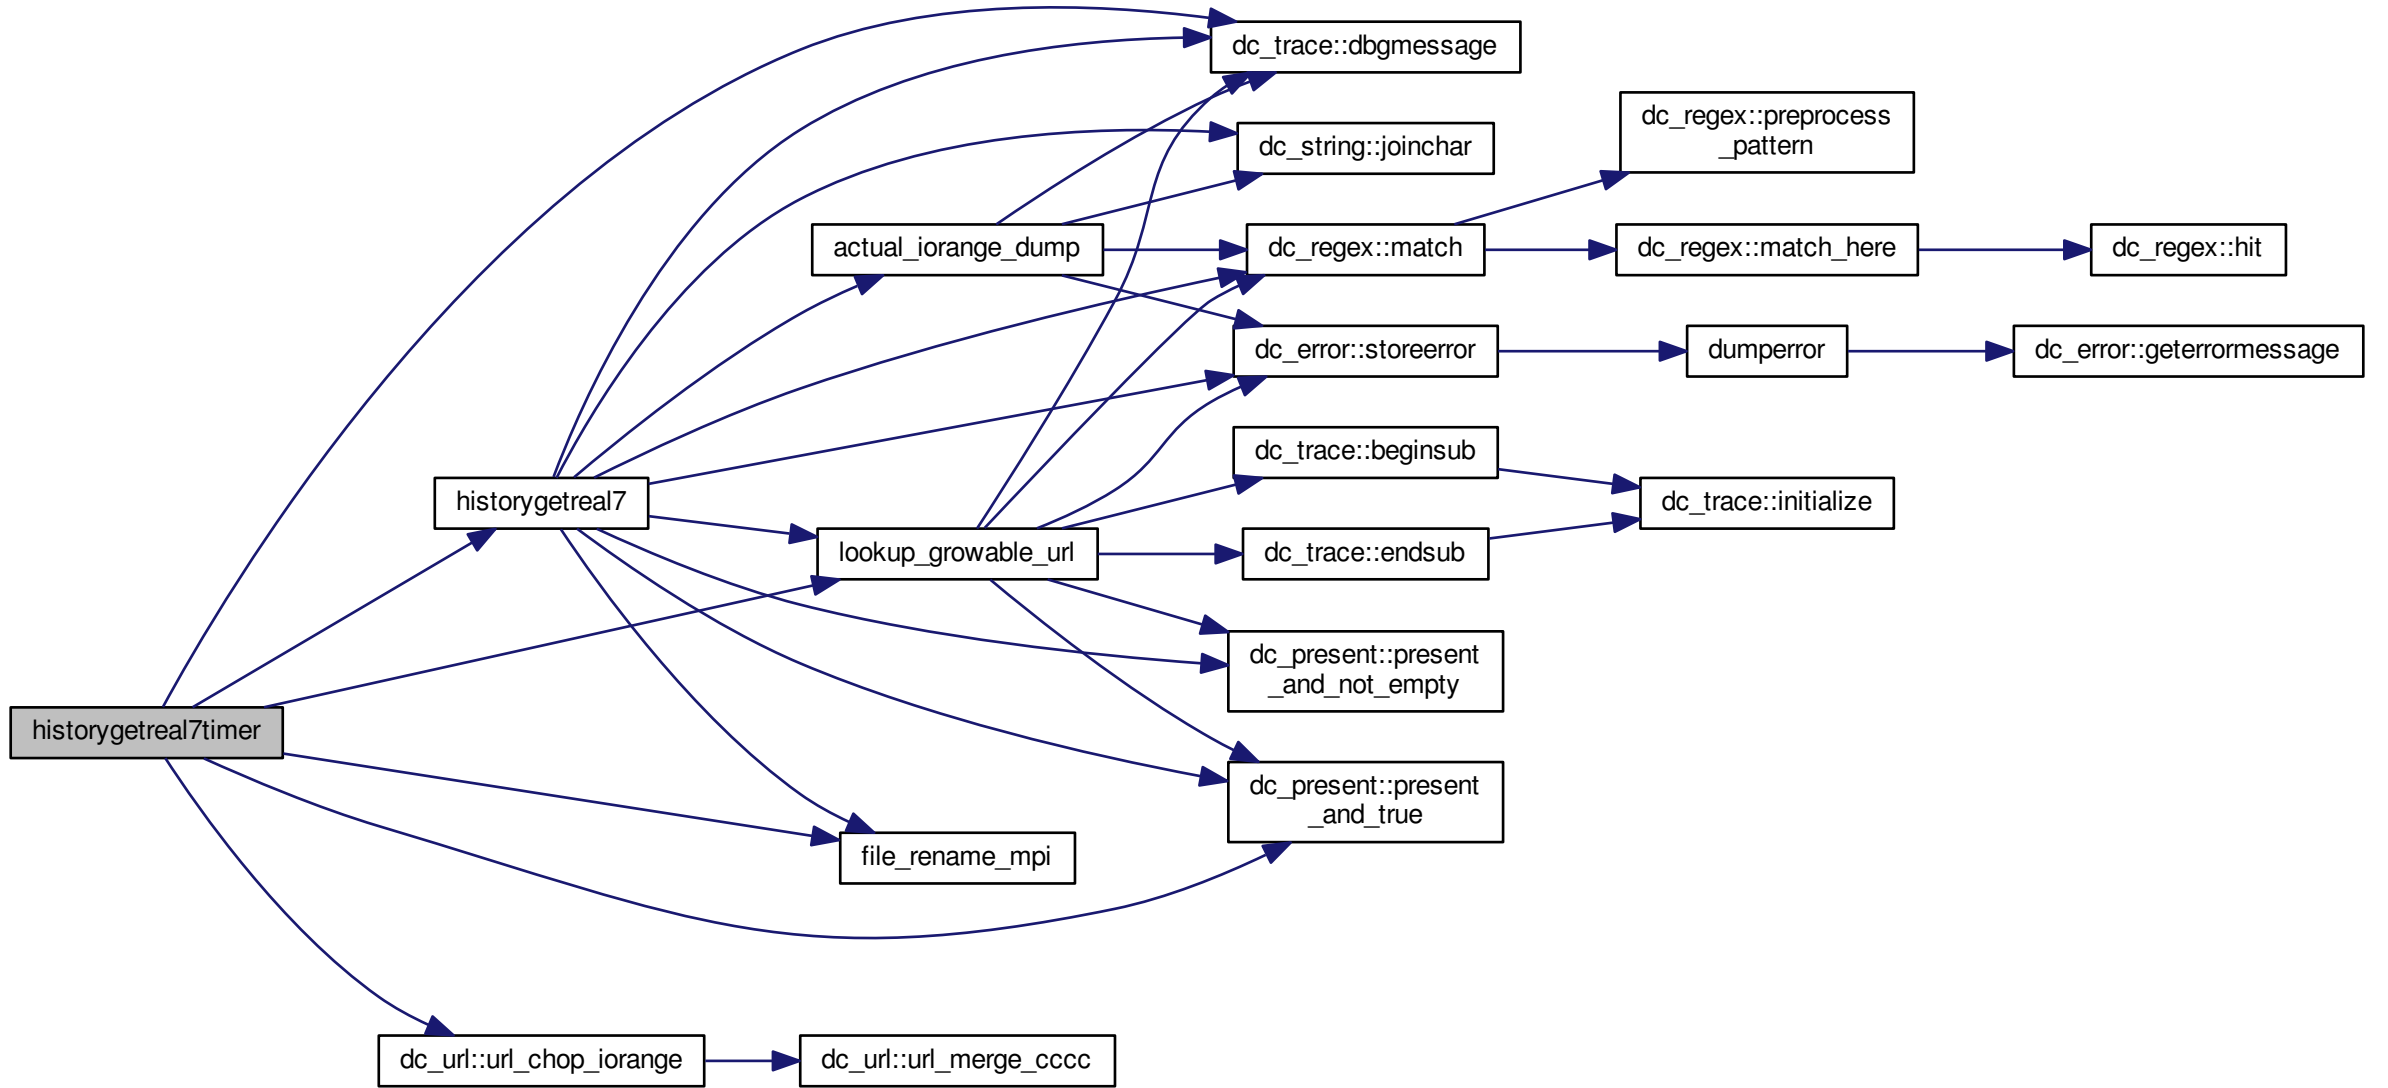 dc_trace::dbgmessage
dc_regex::preprocess
_pattern
dc_string::joinchar
actual_iorange_dump
dc_regex::match
dc_regex::match_here
dc_regex::hit
dc_error::storeerror
dumperror
dc_error::geterrormessage
dc_trace::beginsub
historygetreal7
dc_trace::initialize
lookup_growable_url
dc_trace::endsub
dc_present::present
_and_not_empty
historygetreal7timer
dc_present::present
_and_true
file_rename_mpi
dc_url::url_chop_iorange
dc_url::url_merge_cccc